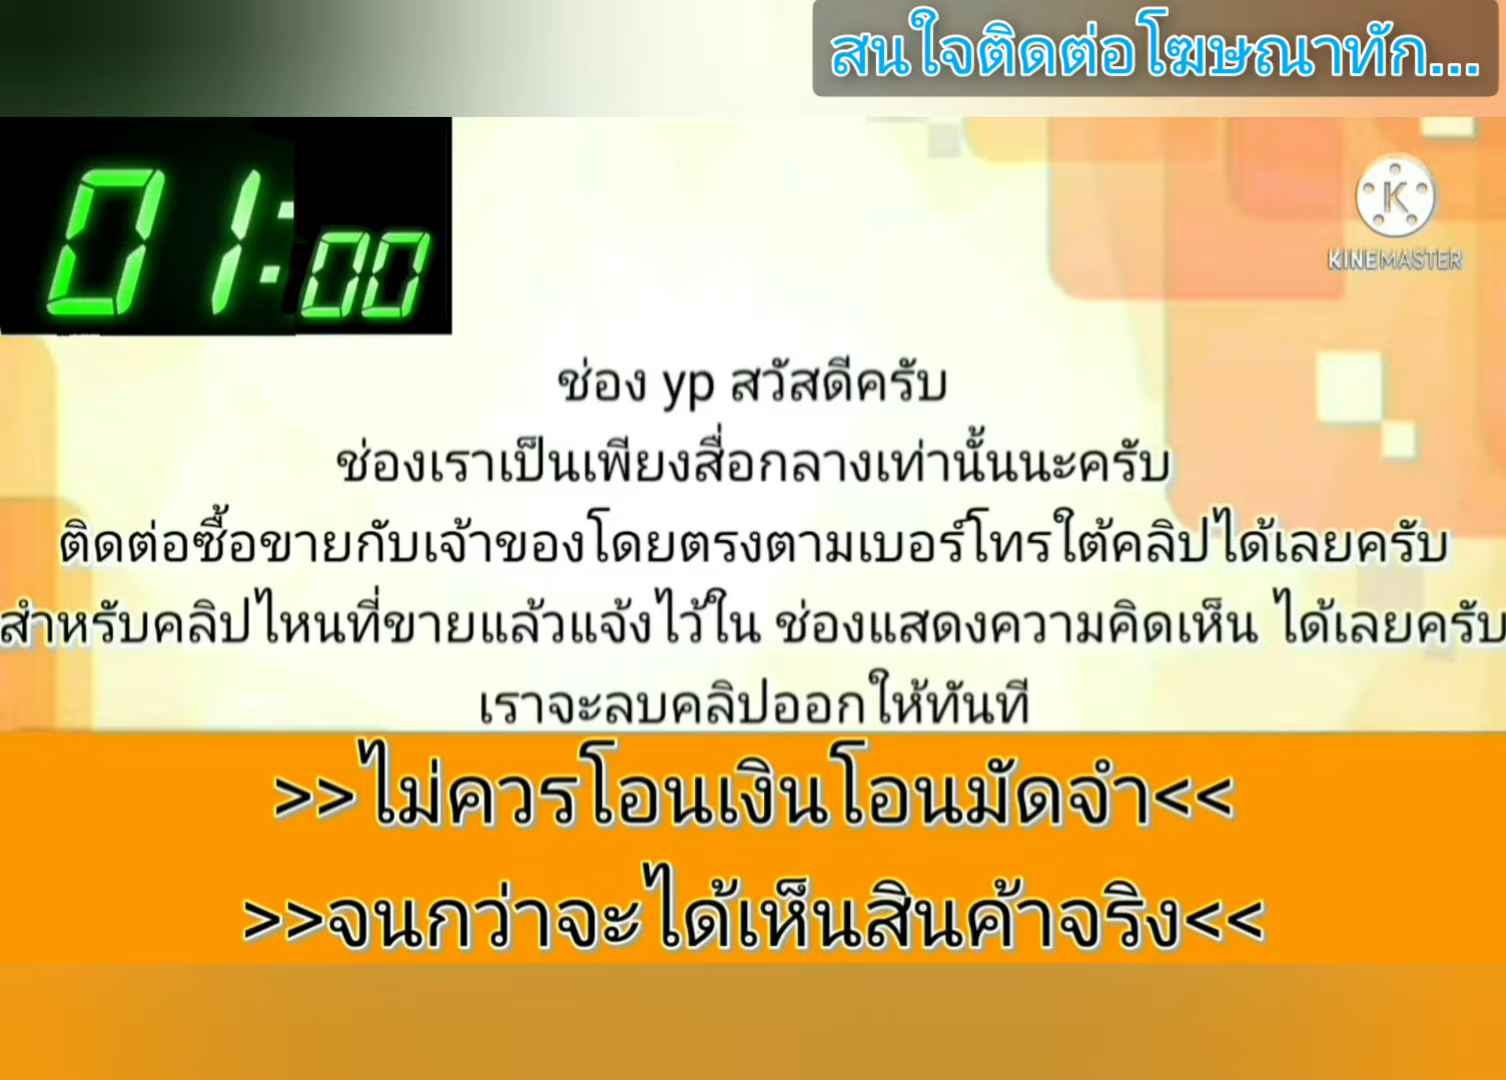 สนใจติดต่อโฆษณาทัก...
01:00
KINEMASTER
ช่อง yp สวัสดีครับ
ช่องเราเป็นเพียงสื่อกลางเท่านั้นนะครับ
ติดต่อซื้อขายกับเจ้าของโดยตรงตามเบอร์โทรใต้คลิปได้เลยครับ
สำหรับคลิปไหนที่ขายแล้วแจ้งไว้ใน ช่องแสดงความคิดเห็น ได้เลยครับ
เราจะลบคลิปออกให้ทันที
>>ไม่ควรโอนเงินโอนมัดจำ<<
>>จนกว่าจะได้เห็นสินค้าจริง<<